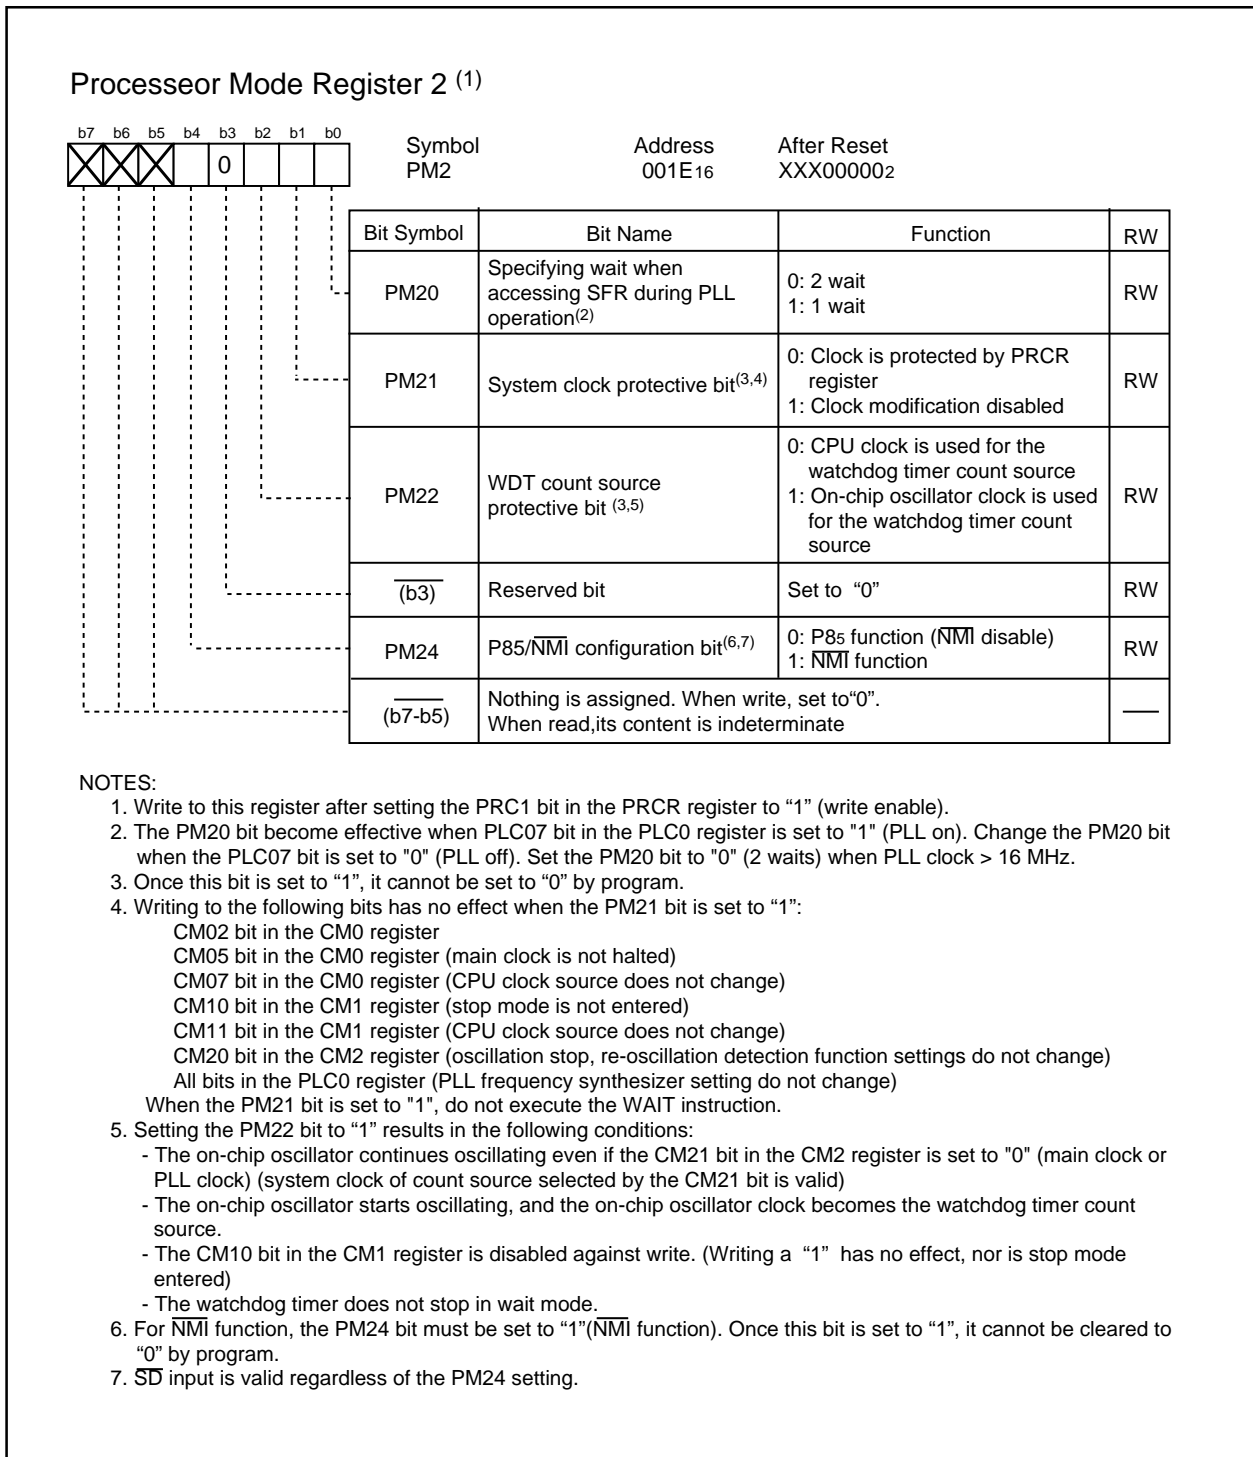 Processeor Mode Register 2 (1)
b7 b6 b5 b4 b3 b2 b1 b0
0
Symbol Address After Reset
PM2 001E16 XXX000002
Bit Symbol Bit Name Function RW
PM20
Specifying wait when
accessing SFR during PLL
operation(2)
0: 2 wait
1: 1 wait
RW
PM21
System clock protective bit(3,4)
0: Clock is protected by PRCR
register
1: Clock modification disabled
RW
PM22
WDT count source
protective bit (3,5)
0: CPU clock is used for the
watchdog timer count source
1: On-chip oscillator clock is used
for the watchdog timer count
source
RW
(b3)
Reserved bit
Set to “0”
RW
PM24
P85/NMI configuration bit(6,7)
0: P85 function (NMI disable)
1: NMI function
RW
(b7-b5)
Nothing is assigned. When write, set to“0”.
When read,its content is indeterminate
NOTES:
1. Write to this register after setting the PRC1 bit in the PRCR register to “1” (write enable).
2. The PM20 bit become effective when PLC07 bit in the PLC0 register is set to "1" (PLL on). Change the PM20 bit
when the PLC07 bit is set to "0" (PLL off). Set the PM20 bit to "0" (2 waits) when PLL clock > 16 MHz.
3. Once this bit is set to “1”, it cannot be set to “0” by program.
4. Writing to the following bits has no effect when the PM21 bit is set to “1”:
CM02 bit in the CM0 register
CM05 bit in the CM0 register (main clock is not halted)
CM07 bit in the CM0 register (CPU clock source does not change)
CM10 bit in the CM1 register (stop mode is not entered)
CM11 bit in the CM1 register (CPU clock source does not change)
CM20 bit in the CM2 register (oscillation stop, re-oscillation detection function settings do not change)
All bits in the PLC0 register (PLL frequency synthesizer setting do not change)
When the PM21 bit is set to "1", do not execute the WAIT instruction.
5. Setting the PM22 bit to “1” results in the following conditions:
- The on-chip oscillator continues oscillating even if the CM21 bit in the CM2 register is set to "0" (main clock or
PLL clock) (system clock of count source selected by the CM21 bit is valid)
- The on-chip oscillator starts oscillating, and the on-chip oscillator clock becomes the watchdog timer count
source.
- The CM10 bit in the CM1 register is disabled against write. (Writing a “1” has no effect, nor is stop mode
entered)
- The watchdog timer does not stop in wait mode.
6. For NMI function, the PM24 bit must be set to “1”(NMI function). Once this bit is set to “1”, it cannot be cleared to
“0” by program.
7. SD input is valid regardless of the PM24 setting.